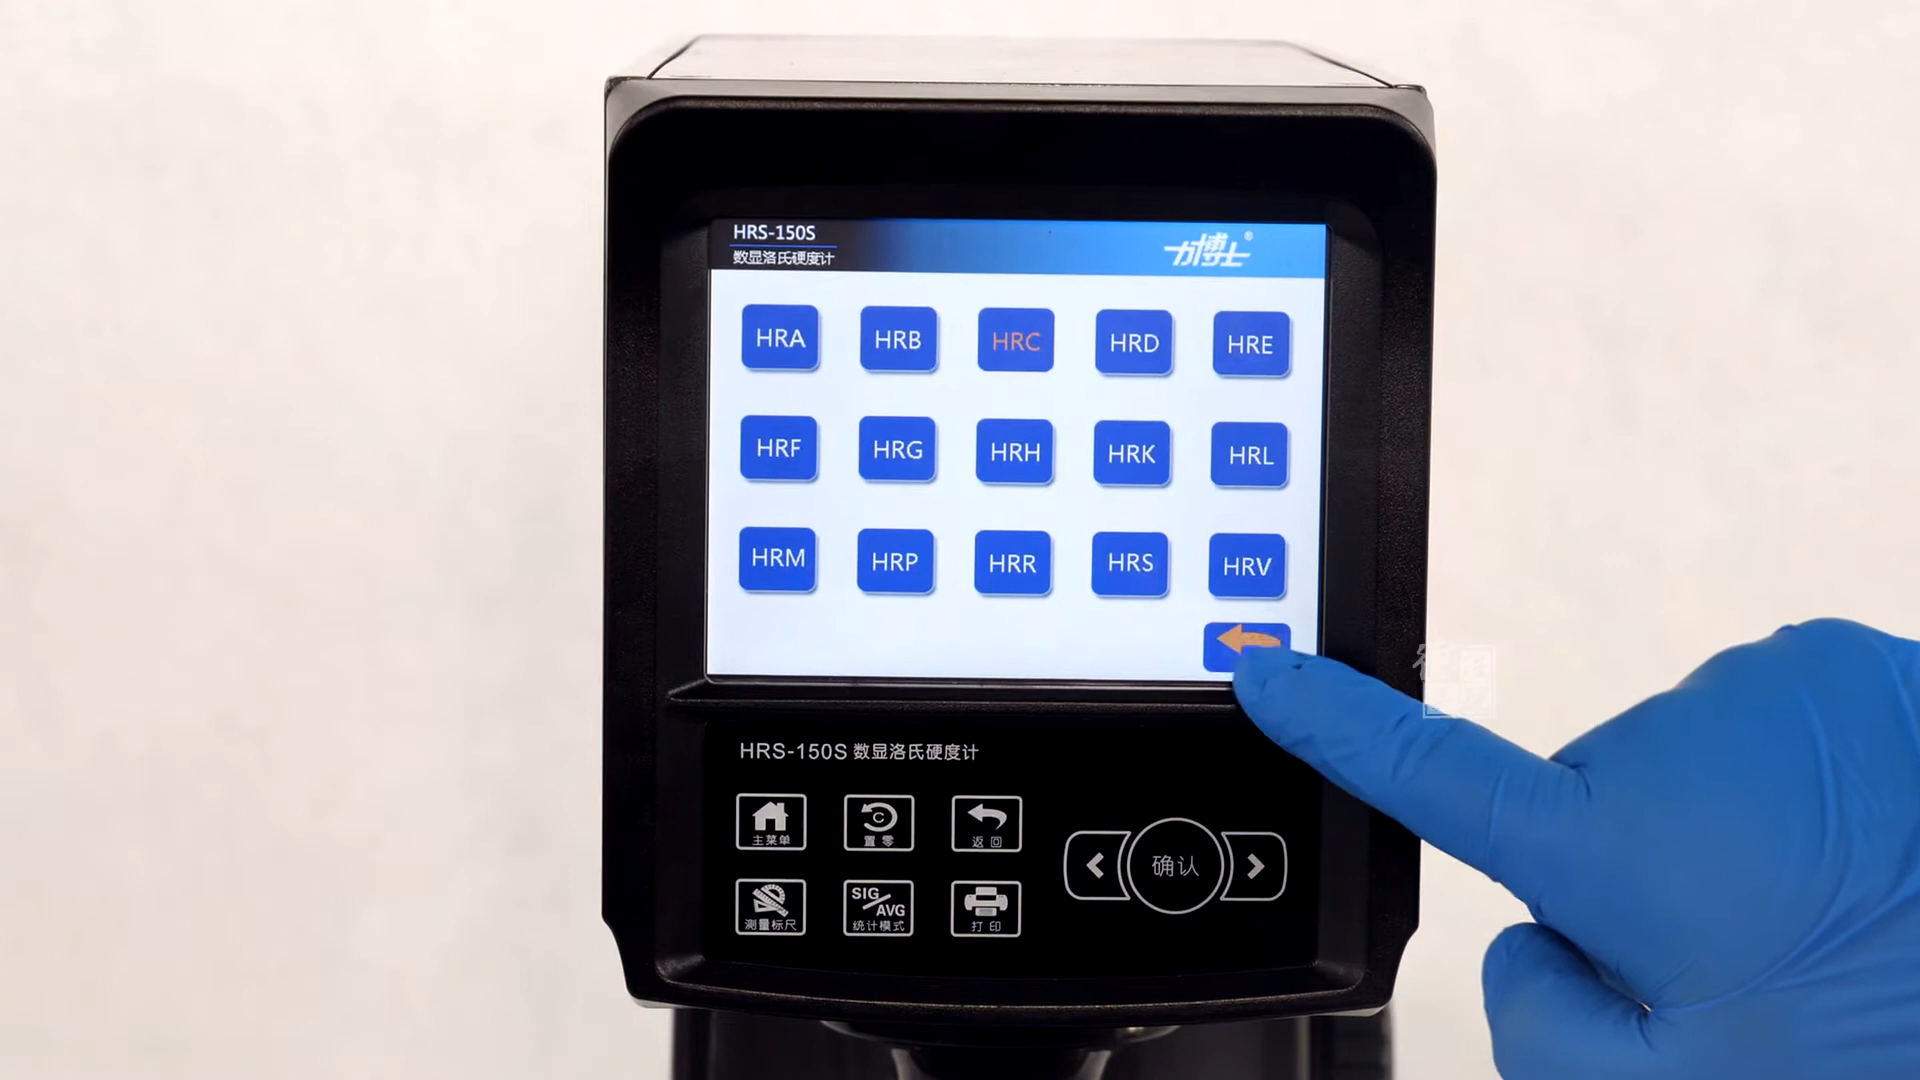 HRS-150S
数显洛氏硬度计
力博士®
HRA HRB HRC HRD HRE
HRF HRG HRH HRK HRL
HRM HRP HRR HRS HRV
HRS-150S 数显洛氏硬度计
主菜单 置零 返回
C
确认
SIG/AVG
测量标尺 统计模式 打印